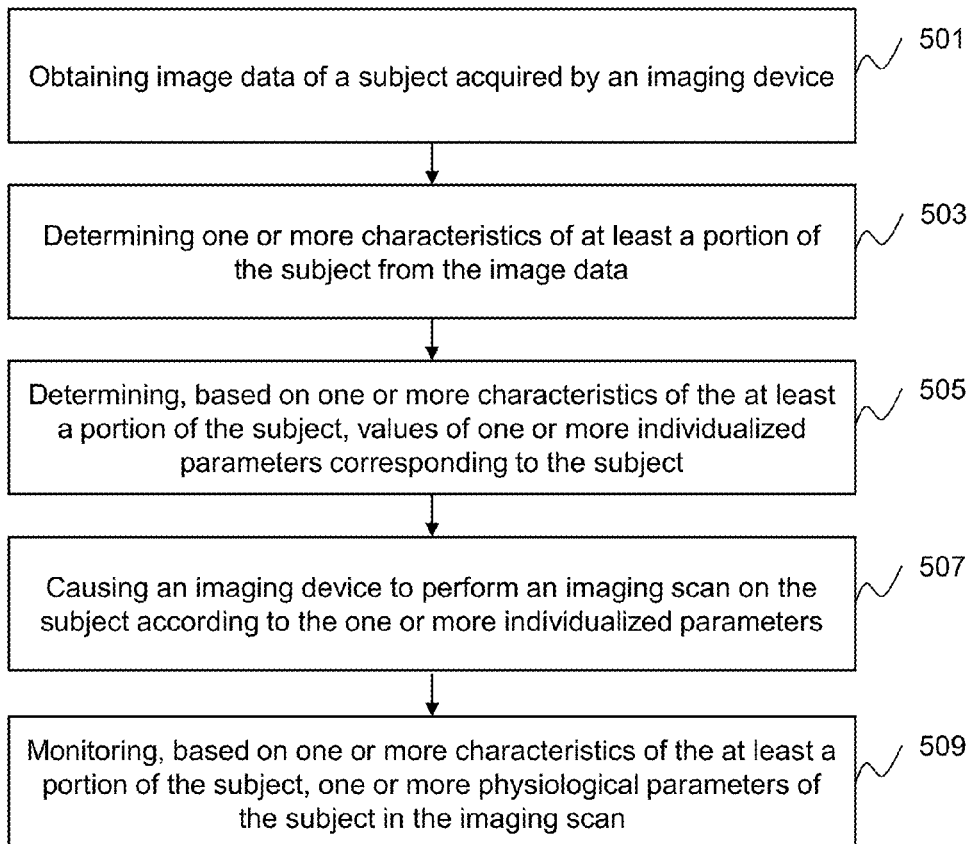 Obtaining image data of a subject acquired by an imaging device
501
Determining one or more characteristics of at least a portion of
the subject from the image data
503
Determining, based on one or more characteristics of the at least
a portion of the subject, values of one or more individualized
parameters corresponding to the subject
505
Causing an imaging device to perform an imaging scan on the
subject according to the one or more individualized parameters
507
Monitoring, based on one or more characteristics of the at least a
portion of the subject, one or more physiological parameters of
the subject in the imaging scan
509